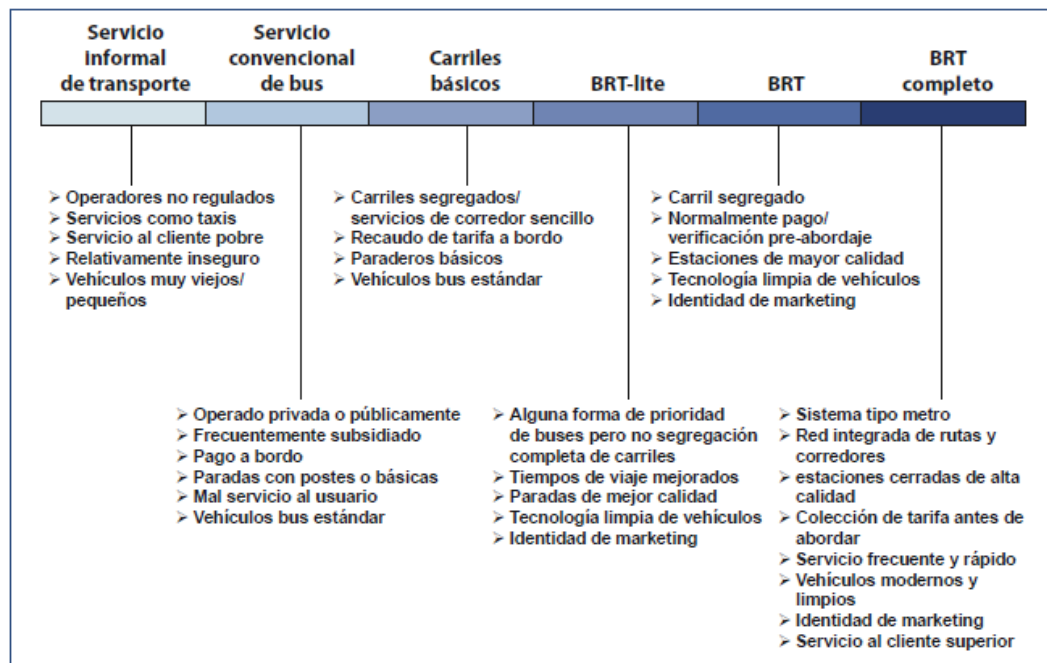 Servicio
informal
de transporte
Servicio
convencional
de bus
Carriles
básicos
BRT-lite
BRT
BRT
completo
➢ Operadores no regulados
➢ Servicios como taxis
➢ Servicio al cliente pobre
➢ Relativamente inseguro
➢ Vehículos muy viejos/
pequeños
➢ Carriles segregados/
servicios de corredor sencillo
➢ Recaudo de tarifa a bordo
➢ Paraderos básicos
➢ Vehículos bus estándar
➢ Carril segregado
➢ Normalmente pago/
verificación pre-abordaje
➢ Estaciones de mayor calidad
➢ Tecnología limpia de vehículos
➢ Identidad de marketing
➢ Operado privada o públicamente
➢ Frecuentemente subsidiado
➢ Pago a bordo
➢ Paradas con postes o básicas
➢ Mal servicio al usuario
➢ Vehículos bus estándar
➢ Alguna forma de prioridad
de buses pero no segregación
completa de carriles
➢ Tiempos de viaje mejorados
➢ Paradas de mejor calidad
➢ Tecnología limpia de vehículos
➢ Identidad de marketing
➢ Sistema tipo metro
➢ Red integrada de rutas y
corredores
➢ estaciones cerradas de alta
calidad
➢ Colección de tarifa antes de
abordar
➢ Servicio frecuente y rápido
➢ Vehículos modernos y
limpios
➢ Identidad de marketing
➢ Servicio al cliente superior